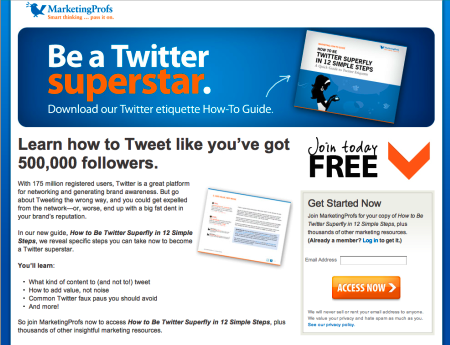 MarketingProfs
Smart thinking ... pass it on.
Be a Twitter
superstar.
Download our Twitter etiquette How-To Guide.
HOW TO BE
TWITTER SUPERFLY
IN 12 SIMPLE STEPS
Learn how to Tweet like you've got
500,000 followers.
Join today
FREE
With 175 million registered users, Twitter is a great platform
for networking and generating brand awareness. But go
about Tweeting the wrong way, and you could get expelled
from the network—or, worse, end up with a big fat dent in
your brand's reputation.
In our new guide, How to Be Twitter Superfly in 12 Simple
Steps, we reveal specific steps you can take now to become
a Twitter superstar.
You'll learn:
• What kind of content to (and not to!) tweet
• How to add value, not noise
• Common Twitter faux paus you should avoid
• And more!
So join MarketingProfs now to access How to Be Twitter Superfly in 12 Simple Steps, plus
thousands of other insightful marketing resources.
Get Started Now
Join MarketingProfs for your copy of How to Be
Twitter Superfly in 12 Simple Steps, plus
thousands of other marketing resources.
(Already a member? Log in to get it.)
Email Address
ACCESS NOW
We will never sell or rent your email address to anyone.
We value your privacy and hate spam as much as you.
See our privacy policy.